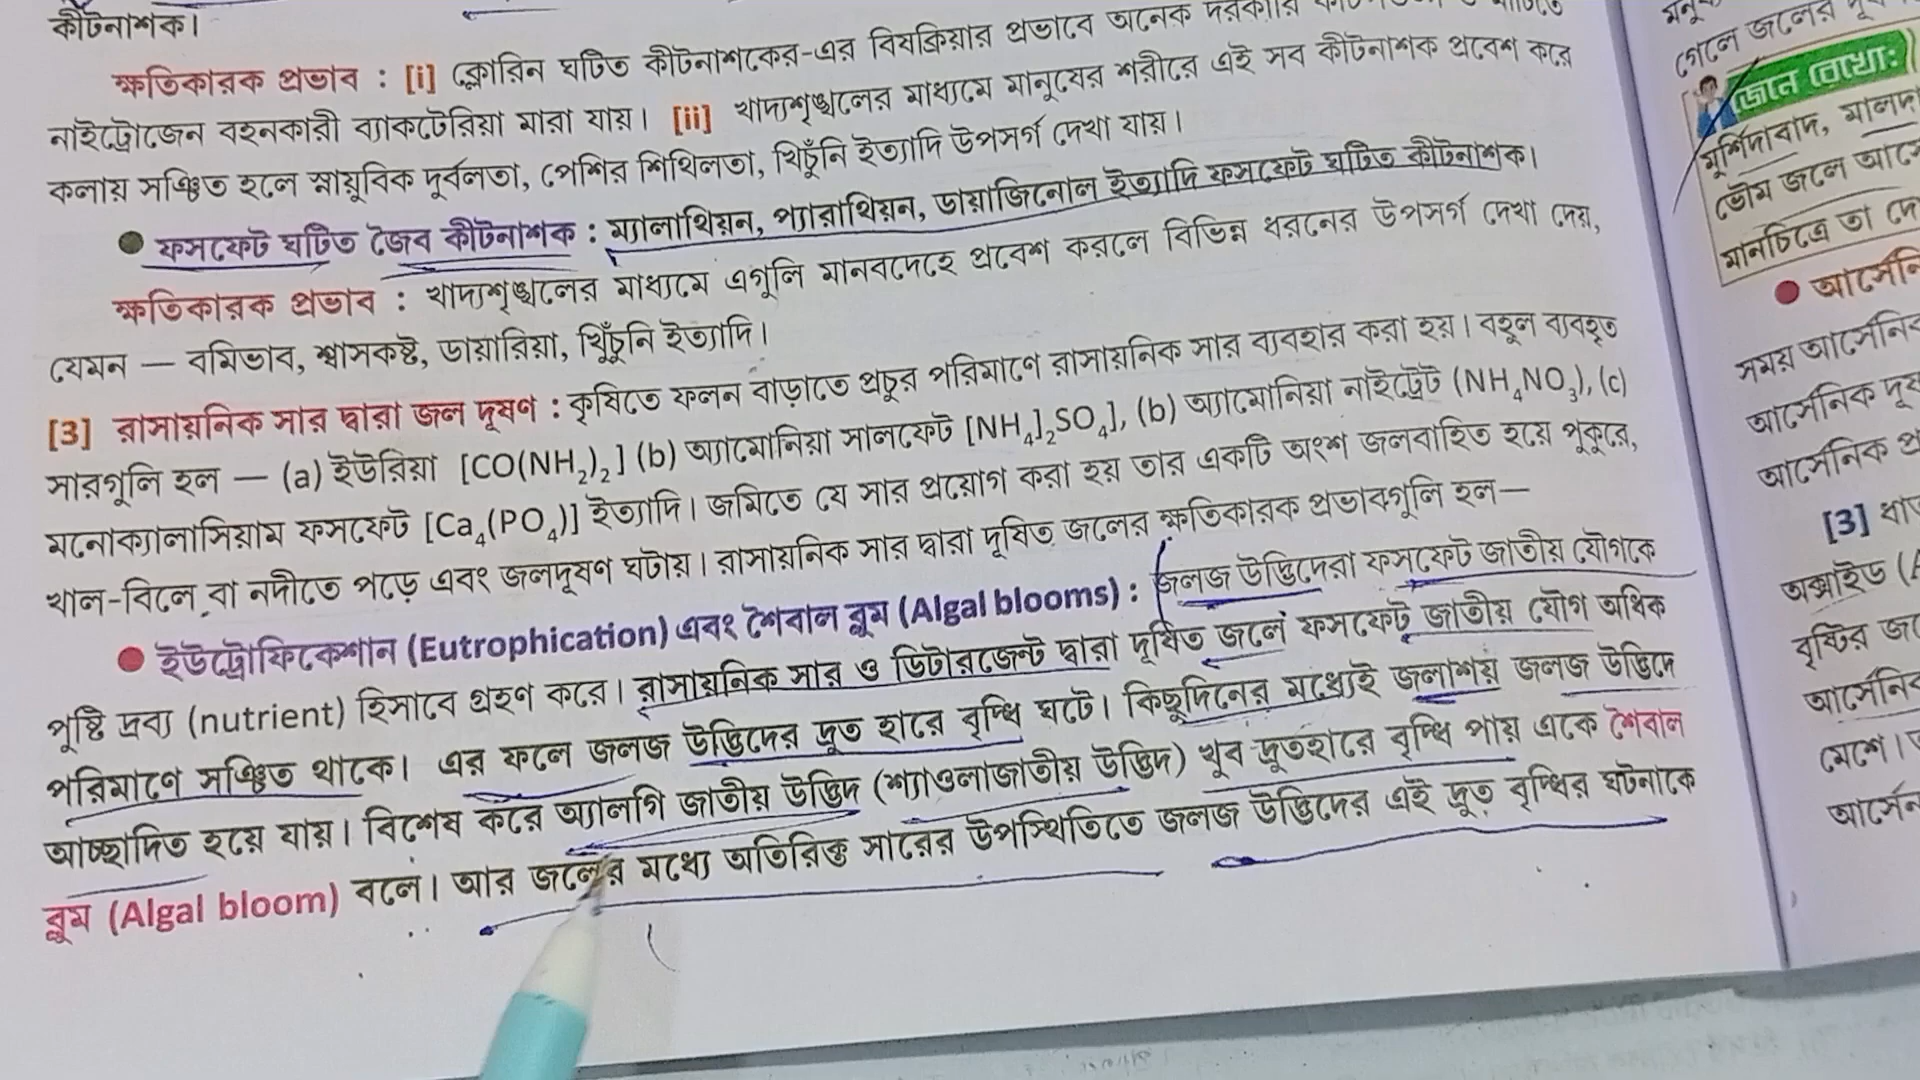 কীটনাশক।
ক্ষতিকারক প্রভাব : [i] ক্লোরিন ঘটিত কীটনাশকের-এর বিষক্রিয়ার প্রভাবে অনেক দরকারি
নাইট্রোজেন বহনকারী ব্যাকটেরিয়া মারা যায়। [ii] খাদ্যশৃঙ্খলের মাধ্যমে মানুষের শরীরে এই সব কীটনাশক প্রবেশ করে
কলায় সঞ্চিত হলে স্নায়ুবিক দুর্বলতা, পেশির শিথিলতা, খিঁচুনি ইত্যাদি উপসর্গ দেখা যায়।
● ফসফেট ঘটিত জৈব কীটনাশক : ম্যালাথিয়ন, প্যারাথিয়ন, ডায়াজিনোল ইত্যাদি ফসফেট ঘটিত কীটনাশক।
ক্ষতিকারক প্রভাব : খাদ্যশৃঙ্খলের মাধ্যমে এগুলি মানবদেহে প্রবেশ করলে বিভিন্ন ধরনের উপসর্গ দেখা দেয়,
যেমন — বমিভাব, শ্বাসকষ্ট, ডায়ারিয়া, খিঁচুনি ইত্যাদি।
[3] রাসায়নিক সার দ্বারা জল দূষণ : কৃষিতে ফলন বাড়াতে প্রচুর পরিমাণে রাসায়নিক সার ব্যবহার করা হয়। বহুল ব্যবহৃত
সারগুলি হল — (a) ইউরিয়া [CO(NH₂)₂] (b) অ্যামোনিয়া সালফেট [NH₄]₂SO₄], (b) অ্যামোনিয়া নাইট্রেট (NH₄NO₃), (c)
মনোক্যালাসিয়াম ফসফেট [Ca₄(PO₄)] ইত্যাদি। জমিতে যে সার প্রয়োগ করা হয় তার একটি অংশ জলবাহিত হয়ে পুকুরে,
খাল-বিলে বা নদীতে পড়ে এবং জলদূষণ ঘটায়। রাসায়নিক সার দ্বারা দূষিত জলের ক্ষতিকারক প্রভাবগুলি হল—
● ইউট্রোফিকেশান (Eutrophication) এবং শৈবাল ব্লুম (Algal blooms) : জলজ উদ্ভিদেরা ফসফেট জাতীয় যৌগকে
পুষ্টি দ্রব্য (nutrient) হিসাবে গ্রহণ করে। রাসায়নিক সার ও ডিটারজেন্ট দ্বারা দূষিত জলে ফসফেট জাতীয় যৌগ অধিক
পরিমাণে সঞ্চিত থাকে। এর ফলে জলজ উদ্ভিদের দ্রুত হারে বৃদ্ধি ঘটে। কিছুদিনের মধ্যেই জলাশয় জলজ উদ্ভিদে
আচ্ছাদিত হয়ে যায়। বিশেষ করে অ্যালগি জাতীয় উদ্ভিদ (শ্যাওলাজাতীয় উদ্ভিদ) খুব দ্রুতহারে বৃদ্ধি পায় একে শৈবাল
ব্লুম (Algal bloom) বলে। আর জলের মধ্যে অতিরিক্ত সারের উপস্থিতিতে জলজ উদ্ভিদের এই দ্রুত বৃদ্ধির ঘটনাকে
গেলে জলের
জেনে রেখো:
মুর্শিদাবাদ, মালদা
ভৌম জলে
মানচিত্রে তা
●
সময়
আর্সেনিক
আর্সেনিক
[3]
অক্সাইড
বৃষ্টির
মেশে।